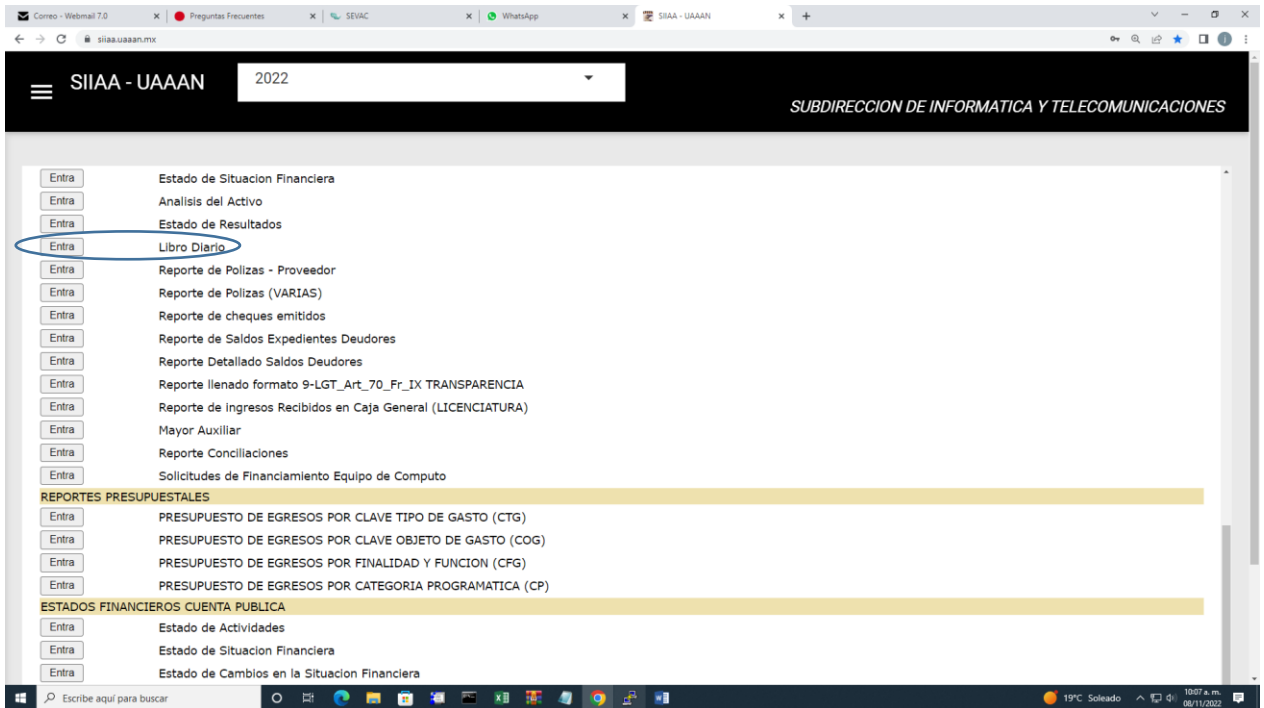 Correo - Webmail 7.0
Preguntas Frecuentes
SEVAC
WhatsApp
SIIAA - UAAAN
siiaa.uaaan.mx
SIIAA - UAAAN
2022
SUBDIRECCION DE INFORMATICA Y TELECOMUNICACIONES
Entra Estado de Situacion Financiera
Entra Analisis del Activo
Entra Estado de Resultados
Entra Libro Diario
Entra Reporte de Polizas - Proveedor
Entra Reporte de Polizas (VARIAS)
Entra Reporte de cheques emitidos
Entra Reporte de Saldos Expedientes Deudores
Entra Reporte Detallado Saldos Deudores
Entra Reporte llenado formato 9-LGT_Art_70_Fr_IX TRANSPARENCIA
Entra Reporte de ingresos Recibidos en Caja General (LICENCIATURA)
Entra Mayor Auxiliar
Entra Reporte Conciliaciones
Entra Solicitudes de Financiamiento Equipo de Computo
REPORTES PRESUPUESTALES
Entra PRESUPUESTO DE EGRESOS POR CLAVE TIPO DE GASTO (CTG)
Entra PRESUPUESTO DE EGRESOS POR CLAVE OBJETO DE GASTO (COG)
Entra PRESUPUESTO DE EGRESOS POR FINALIDAD Y FUNCION (CFG)
Entra PRESUPUESTO DE EGRESOS POR CATEGORIA PROGRAMATICA (CP)
ESTADOS FINANCIEROS CUENTA PUBLICA
Entra Estado de Actividades
Entra Estado de Situacion Financiera
Entra Estado de Cambios en la Situacion Financiera
Escribe aquí para buscar
19°C Soleado
10:07 a. m.
08/11/2022